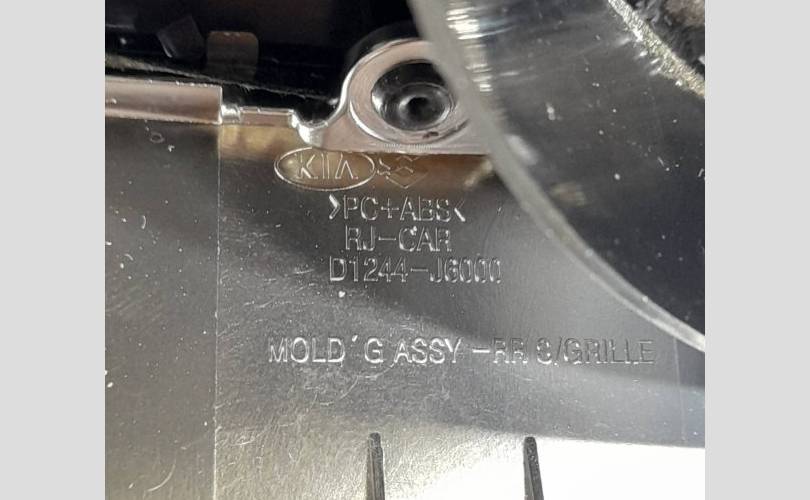 KIA
>PC+ABS<
RJ-CAR
D1244-J6000
MOLD'G ASSY-RR S/GRILLE